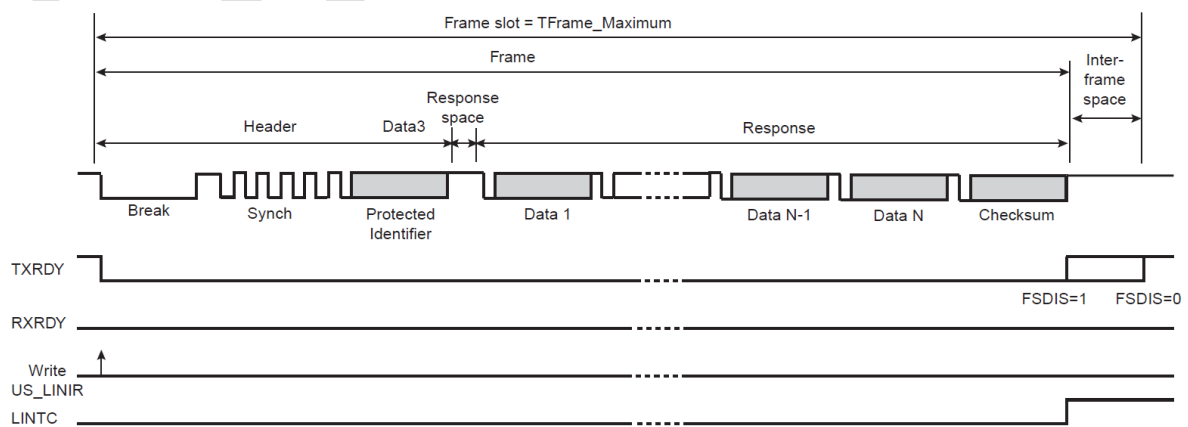 Frame slot = TFrame_Maximum
Frame
Inter-
frame
space
Response
space
Header
Data3
Response
Break
Synch
Protected
Identifier
Data 1
Data N-1
Data N
Checksum
TXRDY
FSDIS=1
FSDIS=0
RXRDY
Write
US_LINIR
LINTC